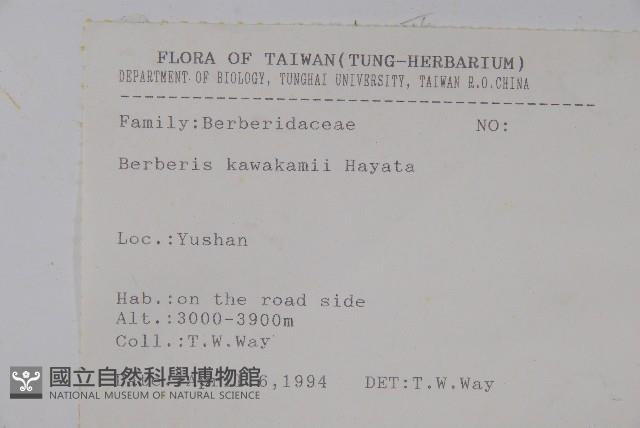 FLORA OF TAIWAN(TUNG-HERBARIUM)
DEPARTMENT OF BIOLOGY, TUNGHAI UNIVERSITY, TAIWAN R.O.CHINA
Family:Berberidaceae NO:
Berberis kawakamii Hayata
Loc.:Yushan
Hab.:on the road side
Alt.:3000-3900m
Coll.:T.W.Way
6,1994 DET:T.W.Way
國立自然科學博物館
NATIONAL MUSEUM OF NATURAL SCIENCE